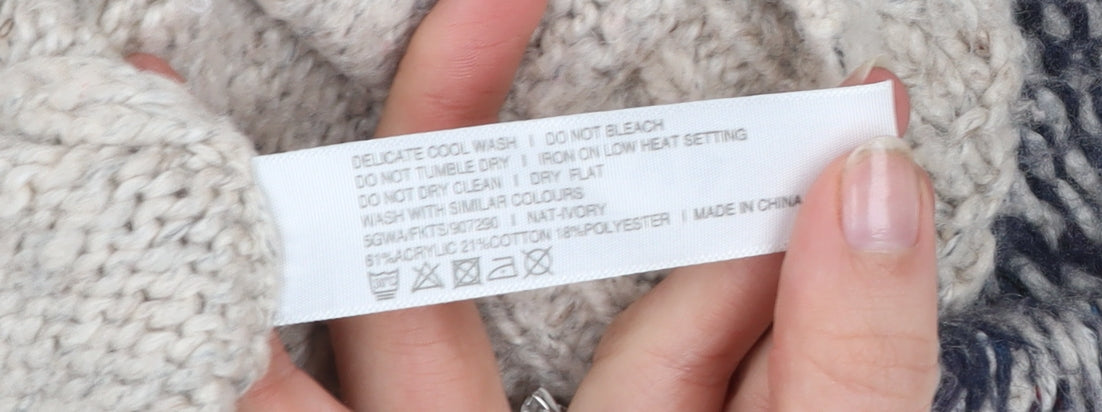 DELICATE COOL WASH | DO NOT BLEACH
DO NOT TUMBLE DRY | IRON ON LOW HEAT SETTING
DO NOT DRY CLEAN | DRY FLAT
WASH WITH SIMILAR COLOURS
5GWA/FKTS/907290 | NAT-IVORY
61%ACRYLIC 21%COTTON 18%POLYESTER | MADE IN CHINA
30°C